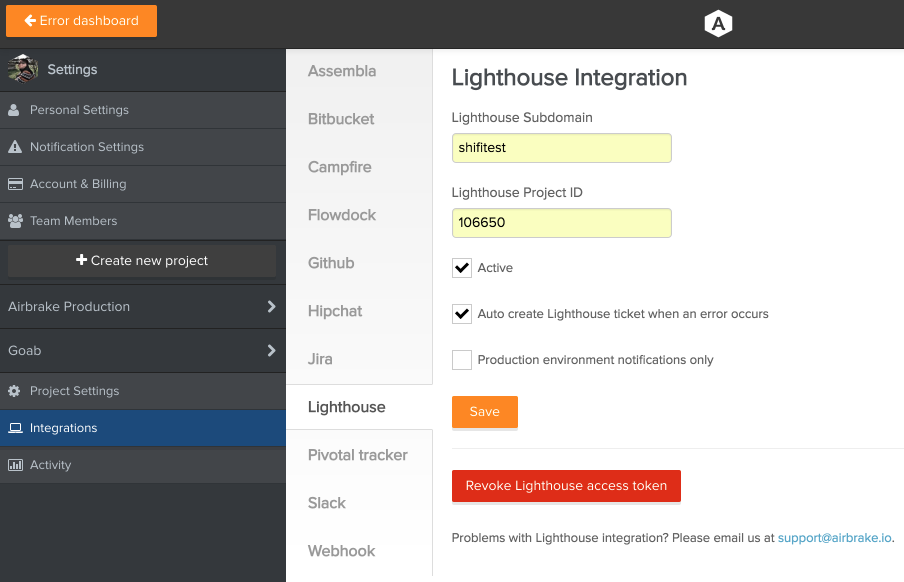 Error dashboard
A
Settings
Personal Settings
Notification Settings
Account & Billing
Team Members
Create new project
Airbrake Production
Goab
Project Settings
Integrations
Activity
Assembla
Bitbucket
Campfire
Flowdock
Github
Hipchat
Jira
Lighthouse
Pivotal tracker
Slack
Webhook
Lighthouse Integration
Lighthouse Subdomain
shifitest
Lighthouse Project ID
106650
Active
Auto create Lighthouse ticket when an error occurs
Production environment notifications only
Save
Revoke Lighthouse access token
Problems with Lighthouse integration? Please email us at support@airbrake.io.